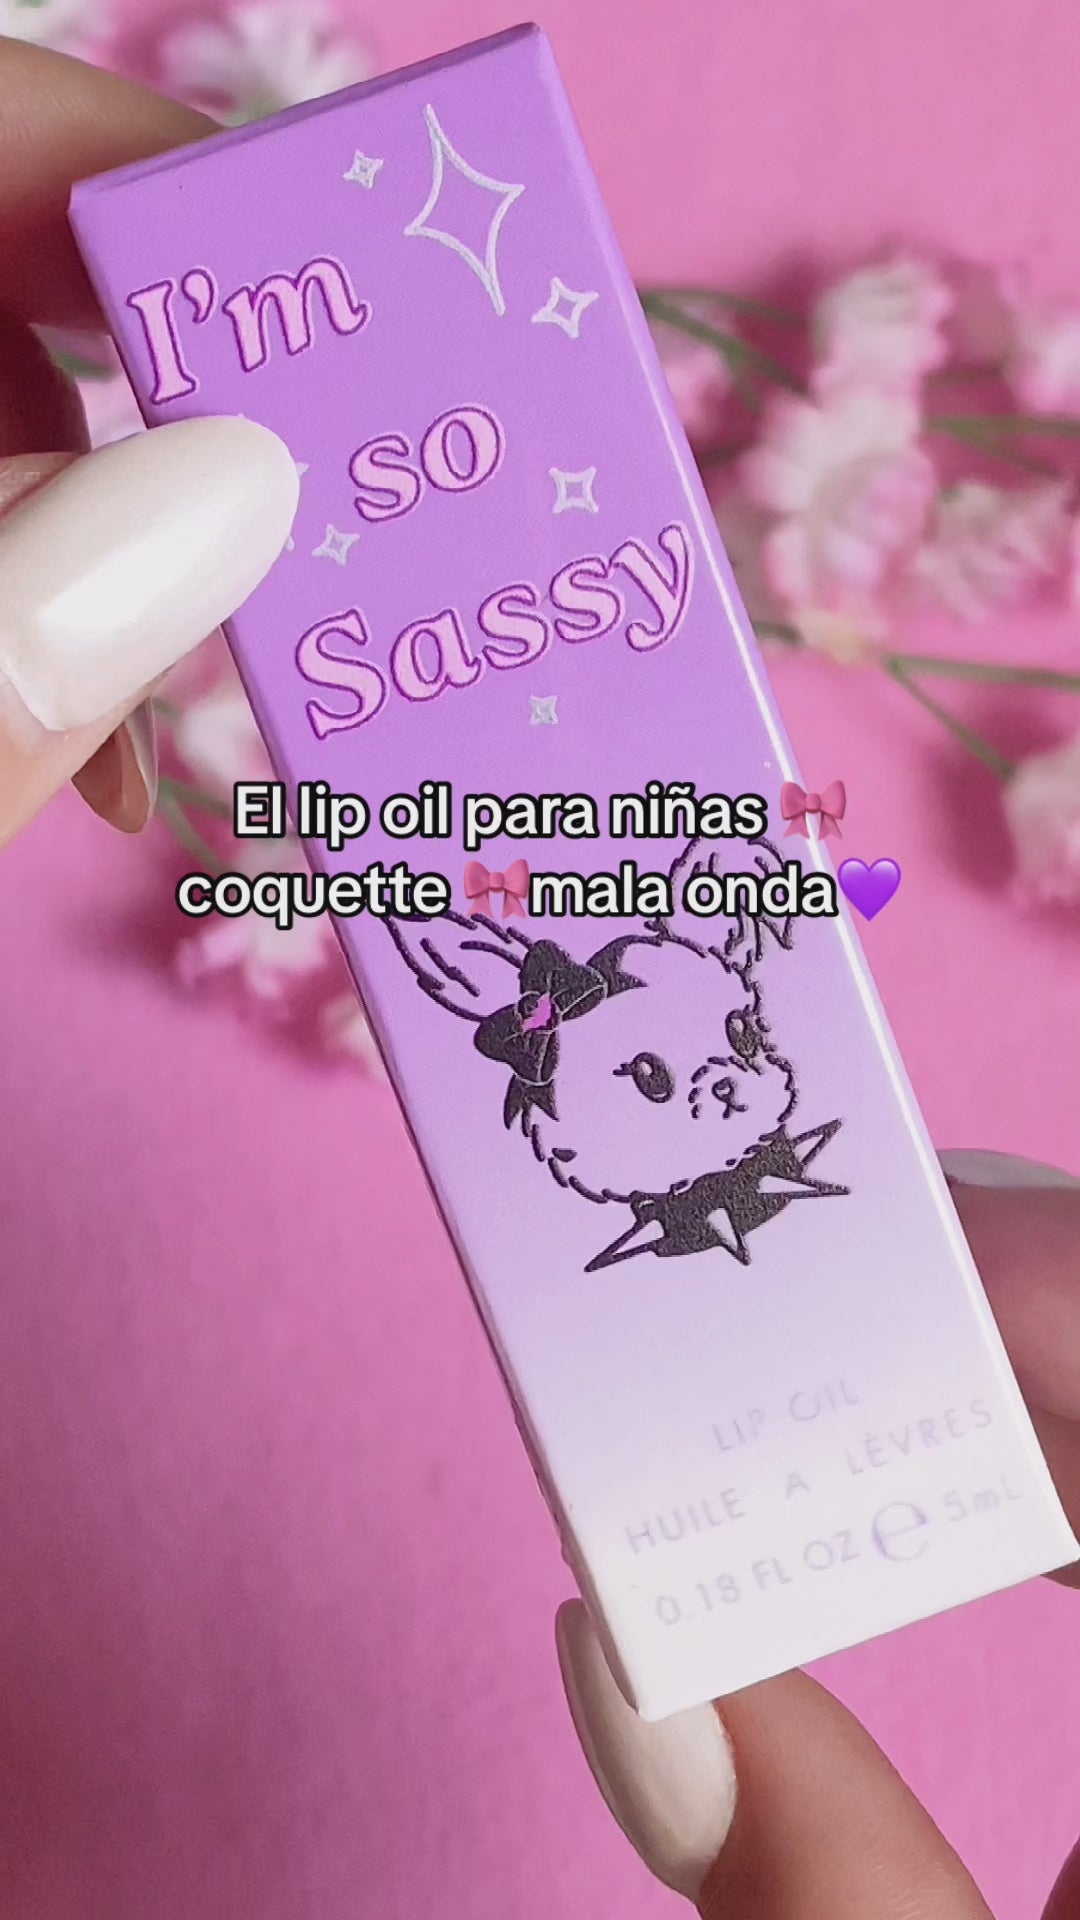 I'm
so
Sassy
El lip oil para niñas 🎀
coquette 🎀mala onda💜
LIP OIL
HUILE A LÈVRES
0.18 FL OZ ℮ 5mL